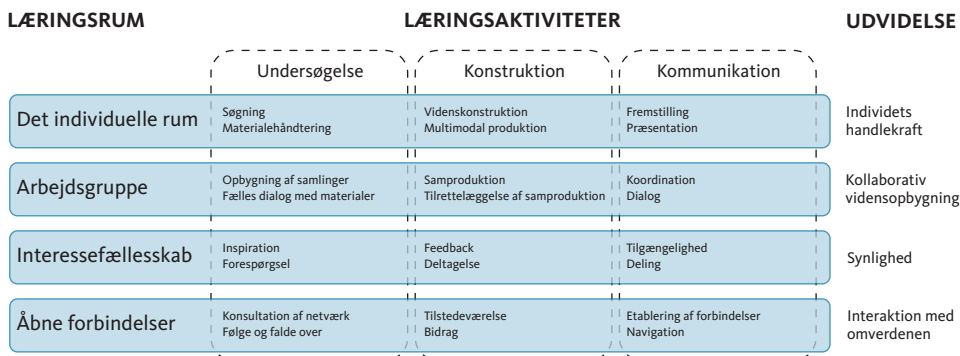 LÆRINGSRUM
LÆRINGSAKTIVITETER
UDVIDELSE
Undersøgelse
Konstruktion
Kommunikation
Det individuelle rum
Søgning
Materialehåndtering
Videnskonstruktion
Multimodal produktion
Fremstilling
Præsentation
Individets
handlekraft
Arbejdsgruppe
Opbygning af samlinger
Fælles dialog med materialer
Samproduktion
Tilrettelæggelse af samproduktion
Koordination
Dialog
Kollaborativ
vidensopbygning
Interessefællesskab
Inspiration
Forespørgsel
Feedback
Deltagelse
Tilgængelighed
Deling
Synlighed
Åbne forbindelser
Konsultation af netværk
Følge og falde over
Tilstedeværelse
Bidrag
Etablering af forbindelser
Navigation
Interaktion med
omverdenen